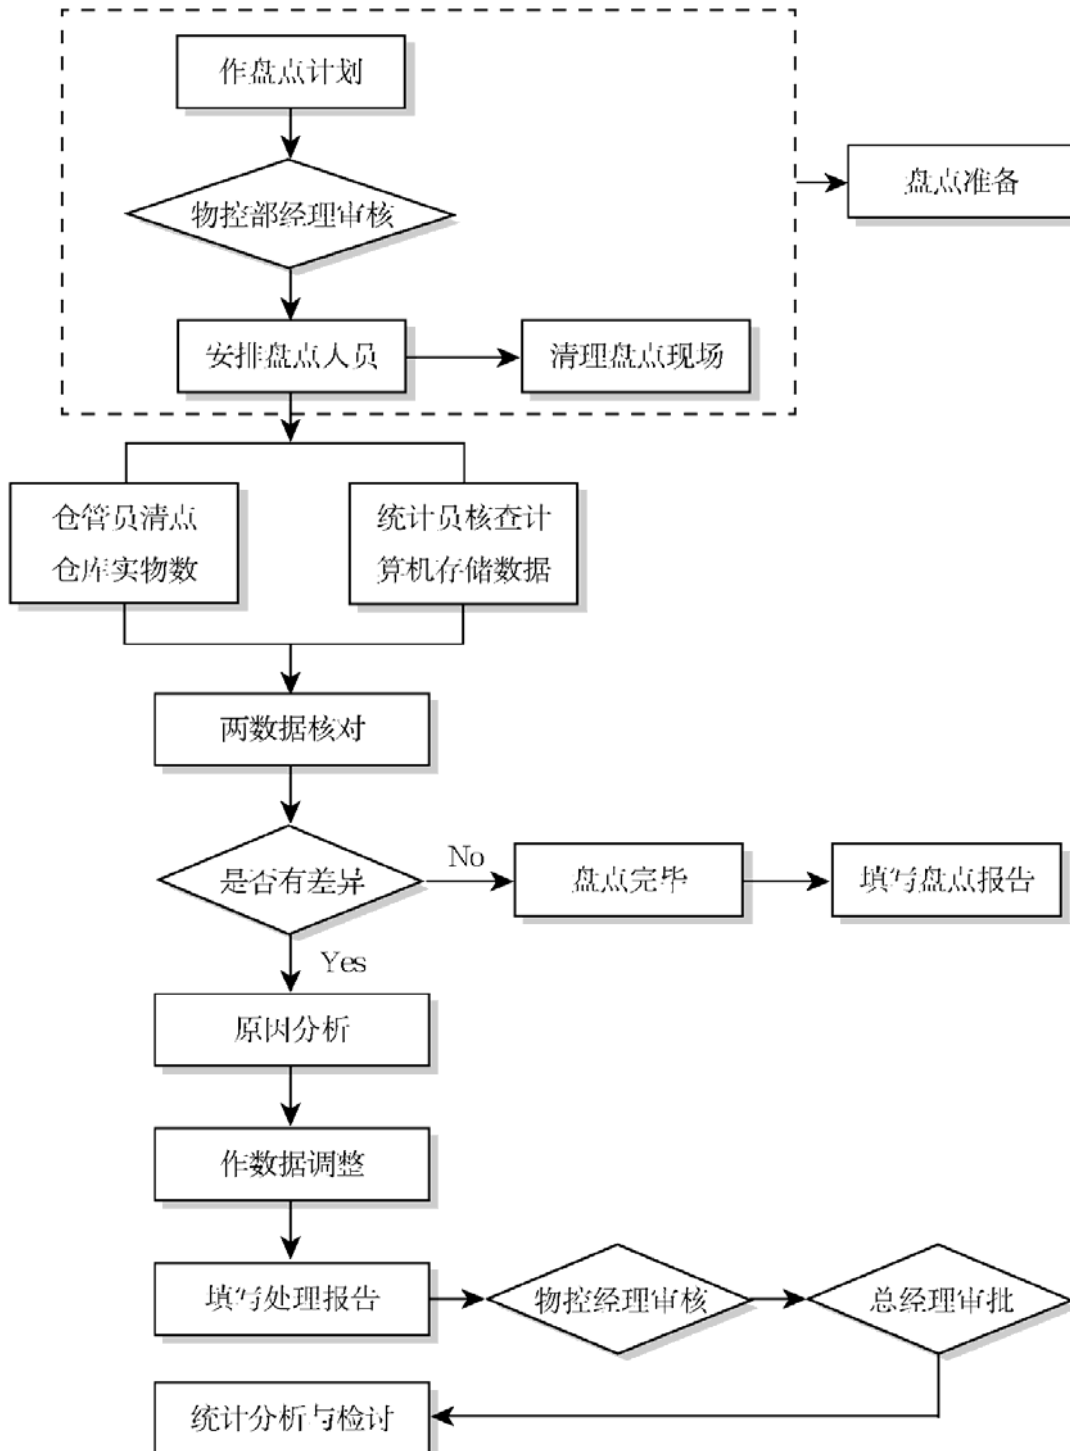 作盘点计划
物控部经理审核
盘点准备
安排盘点人员
清理盘点现场
仓管员清点
仓库实物数
统计员核查计
算机存储数据
两数据核对
是否有差异
No
盘点完毕
填写盘点报告
Yes
原因分析
作数据调整
填写处理报告
物控经理审核
总经理审批
统计分析与检讨